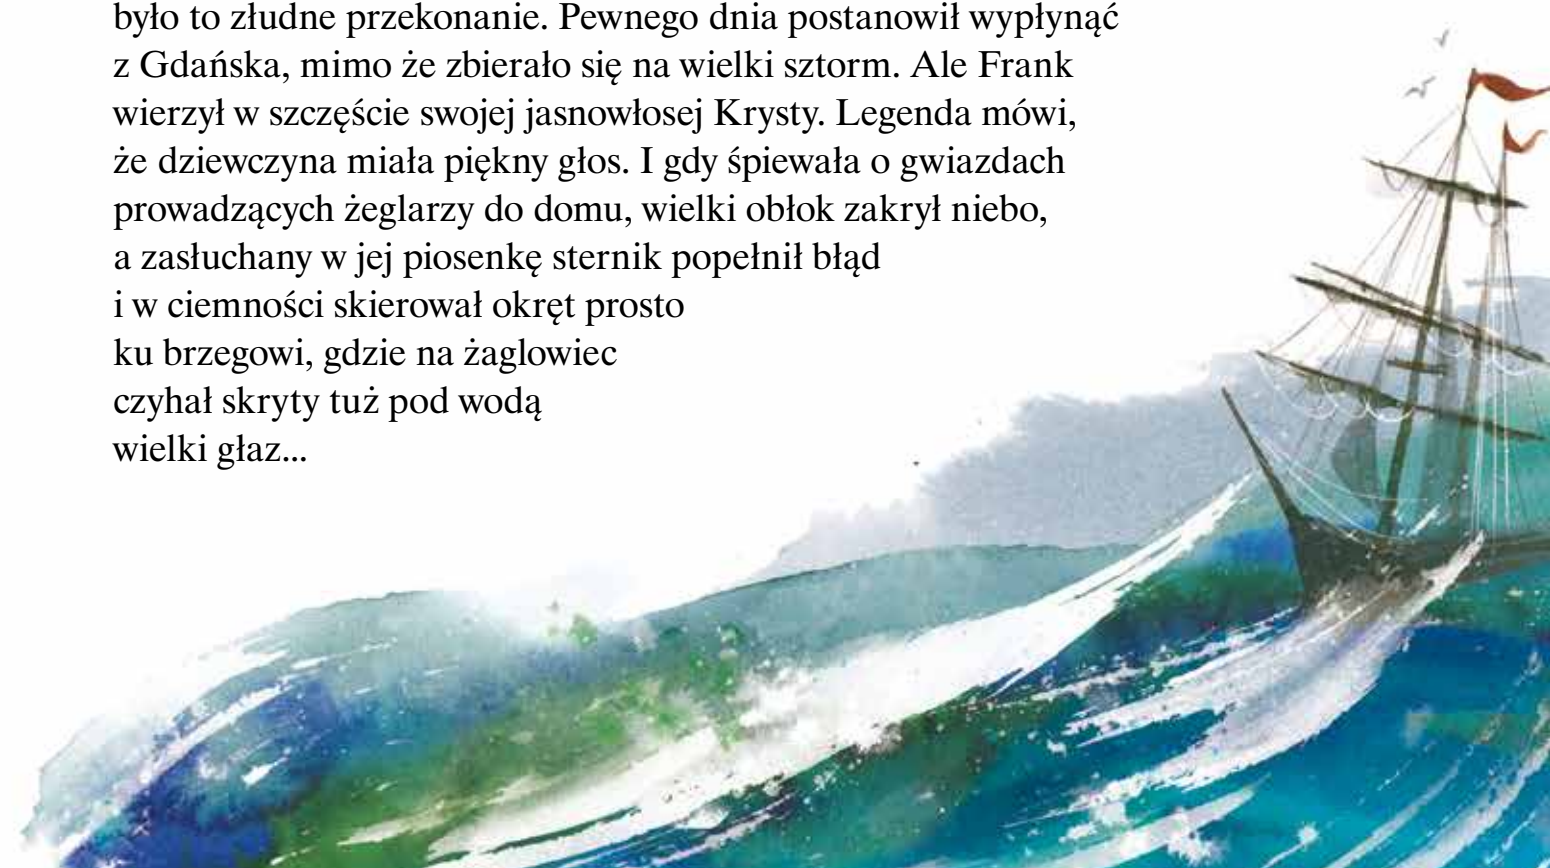 było to złudne przekonanie. Pewnego dnia postanowił wypłynąć
z Gdańska, mimo że zbierało się na wielki sztorm. Ale Frank
wierzył w szczęście swojej jasnowłosej Krysty. Legenda mówi,
że dziewczyna miała piękny głos. I gdy śpiewała o gwiazdach
prowadzących żeglarzy do domu, wielki obłok zakrył niebo,
a zasłuchany w jej piosenkę sternik popełnił błąd
i w ciemności skierował okręt prosto
ku brzegowi, gdzie na żaglowiec
czyhał skryty tuż pod wodą
wielki głaz...